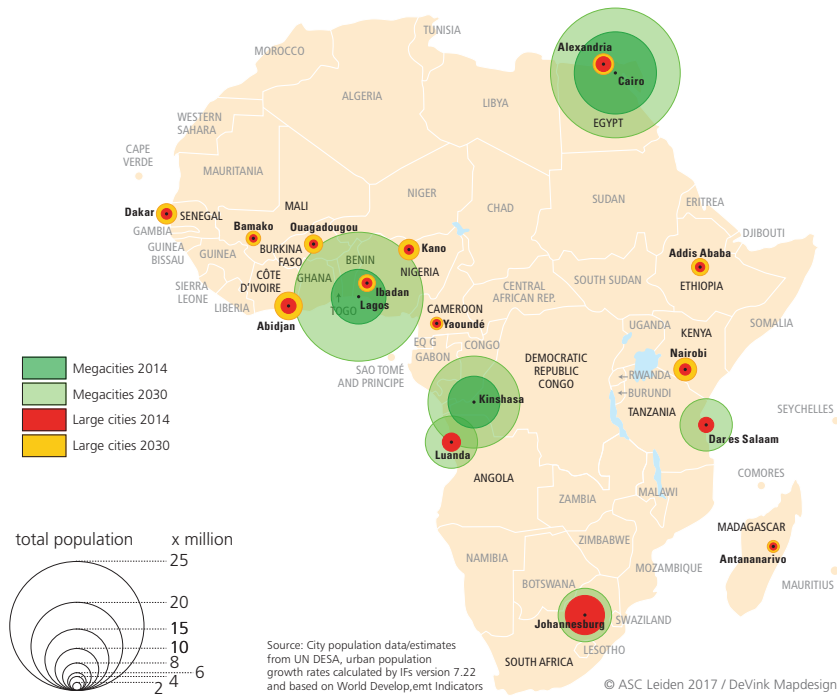 TUNISIA
MOROCCO
Alexandria
Cairo
ALGERIA
LIBYA
EGYPT
WESTERN
SAHARA
CAPE
VERDE
MAURITANIA
MALI
NIGER
CHAD
SUDAN
ERITREA
Dakar
SENEGAL
GAMBIA
Bamako
Ouagadougou
Kano
DJIBOUTI
GUINEA
BISSAU
GUINEA
BURKINA
FASO
BENIN
NIGERIA
Addis Ababa
ETHIOPIA
SIERRA
LEONE
CÔTE
D'IVOIRE
GHANA
Ibadan
Lagos
TOGO
CENTRAL
AFRICAN REP.
SOUTH SUDAN
LIBERIA
Abidjan
CAMEROON
Yaoundé
SOMALIA
EQ G
GABON
CONGO
UGANDA
KENYA
SAO TOMÉ
AND PRINCIPE
DEMOCRATIC
REPUBLIC
CONGO
Nairobi
RWANDA
BURUNDI
Kinshasa
TANZANIA
SEYCHELLES
Dar es Salaam
Luanda
ANGOLA
COMORES
ZAMBIA
MALAWI
MADAGASCAR
Antananarivo
ZIMBABWE
NAMIBIA
MOZAMBIQUE
BOTSWANA
MAURITIUS
Johannesburg
SWAZILAND
LESOTHO
SOUTH AFRICA
Megacities 2014
Megacities 2030
Large cities 2014
Large cities 2030
total population x million
25
20
15
10
8
6
4
2
Source: City population data/estimates
from UN DESA, urban population
growth rates calculated by IFs version 7.22
and based on World Develop,emt Indicators
© ASC Leiden 2017 / DeVink Mapdesign